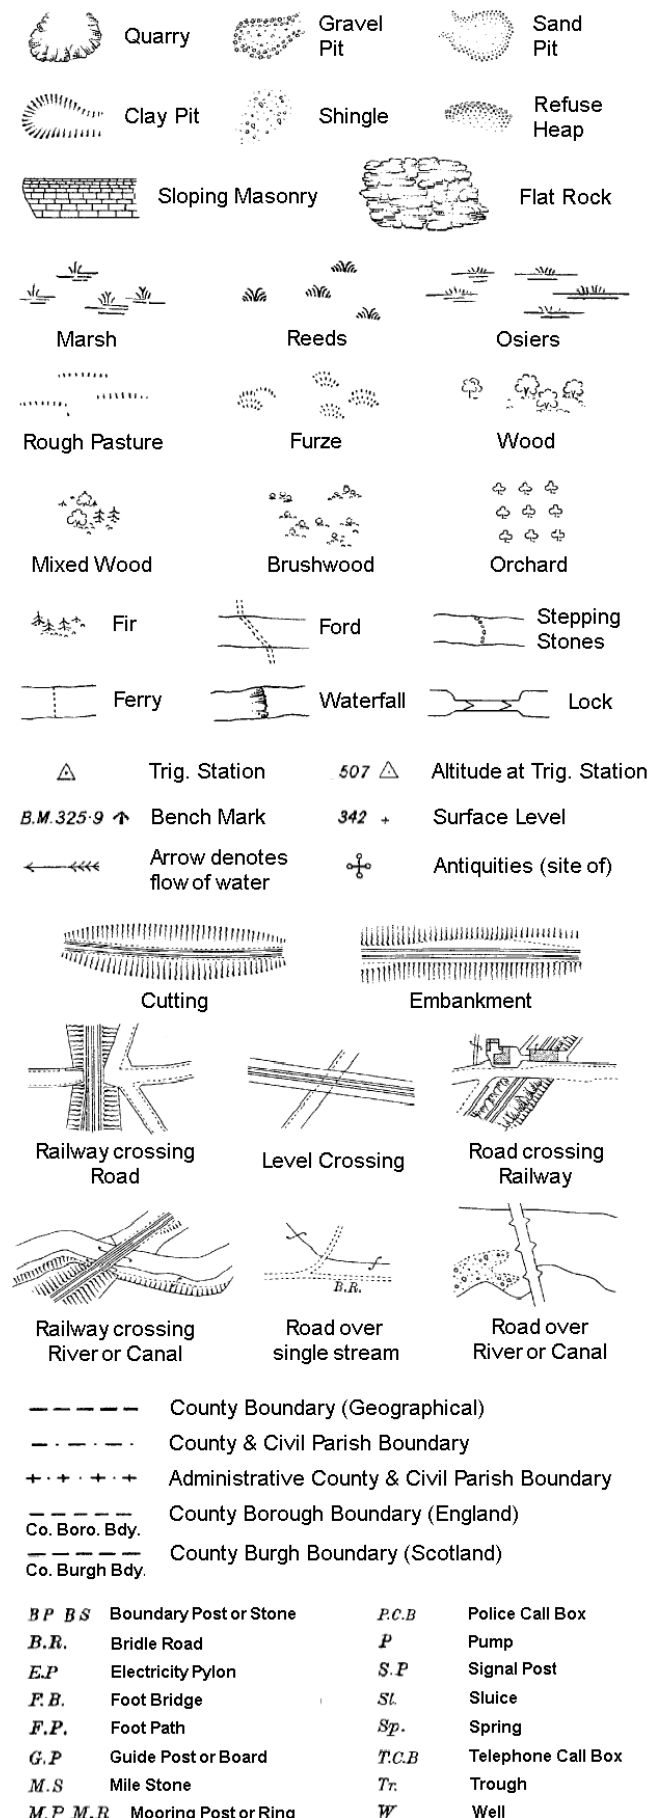 Quarry
Gravel
Pit
Sand
Pit
Clay Pit
Shingle
Refuse
Heap
Sloping Masonry
Flat Rock
Marsh
Reeds
Osiers
Rough Pasture
Furze
Wood
Mixed Wood
Brushwood
Orchard
Fir
Ford
Stepping
Stones
Ferry
Waterfall
Lock
Trig. Station
507
Altitude at Trig. Station
B.M.325·9
Bench Mark
342
Surface Level
Arrow denotes
flow of water
Antiquities (site of)
Cutting
Embankment
Railway crossing
Road
Level Crossing
Road crossing
Railway
Railway crossing
River or Canal
B.R.
Road over
single stream
Road over
River or Canal
County Boundary (Geographical)
County & Civil Parish Boundary
Administrative County & Civil Parish Boundary
Co. Boro. Bdy.
County Borough Boundary (England)
Co. Burgh Bdy.
County Burgh Boundary (Scotland)
B P B S Boundary Post or Stone
B.R. Bridle Road
E.P Electricity Pylon
F.B. Foot Bridge
F.P. Foot Path
G.P Guide Post or Board
M.S Mile Stone
M.P M.R Mooring Post or Ring
P.C.B Police Call Box
P Pump
S.P Signal Post
Sl. Sluice
Sp. Spring
T.C.B Telephone Call Box
Tr. Trough
W Well